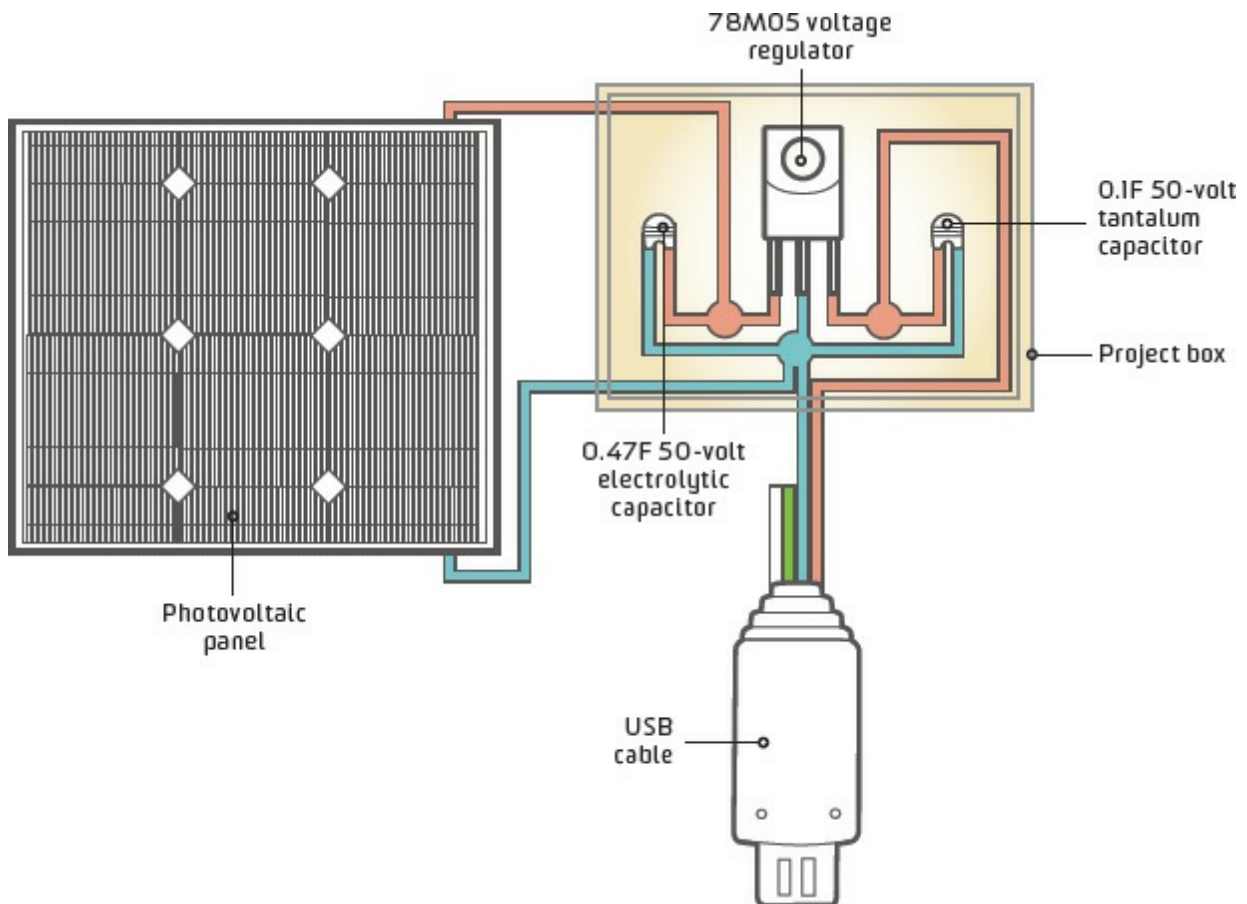 78M05 voltage
regulator
0.1F 50-volt
tantalum
capacitor
Project box
0.47F 50-volt
electrolytic
capacitor
Photovoltaic
panel
USB
cable